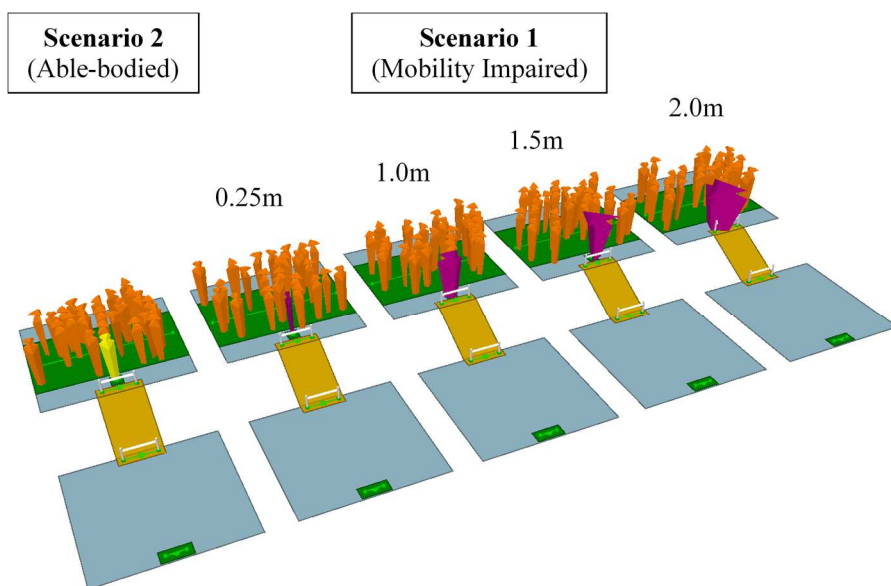 Scenario 2
(Able-bodied)
Scenario 1
(Mobility Impaired)
2.0m
1.5m
1.0m
0.25m